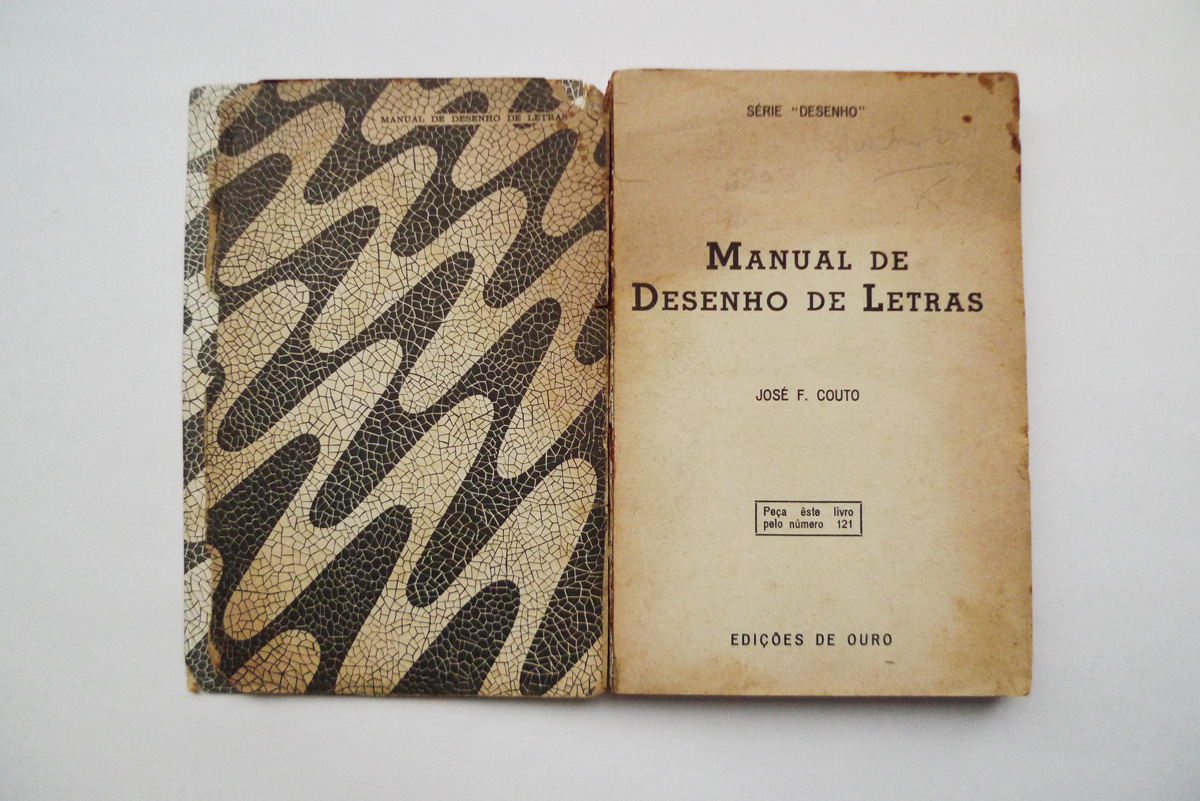 MANUAL DE DESENHO DE LETRAS
SÉRIE "DESENHO"
MANUAL DE
DESENHO DE LETRAS
JOSÉ F. COUTO
Peça êste livro
pelo número 121
EDIÇÕES DE OURO